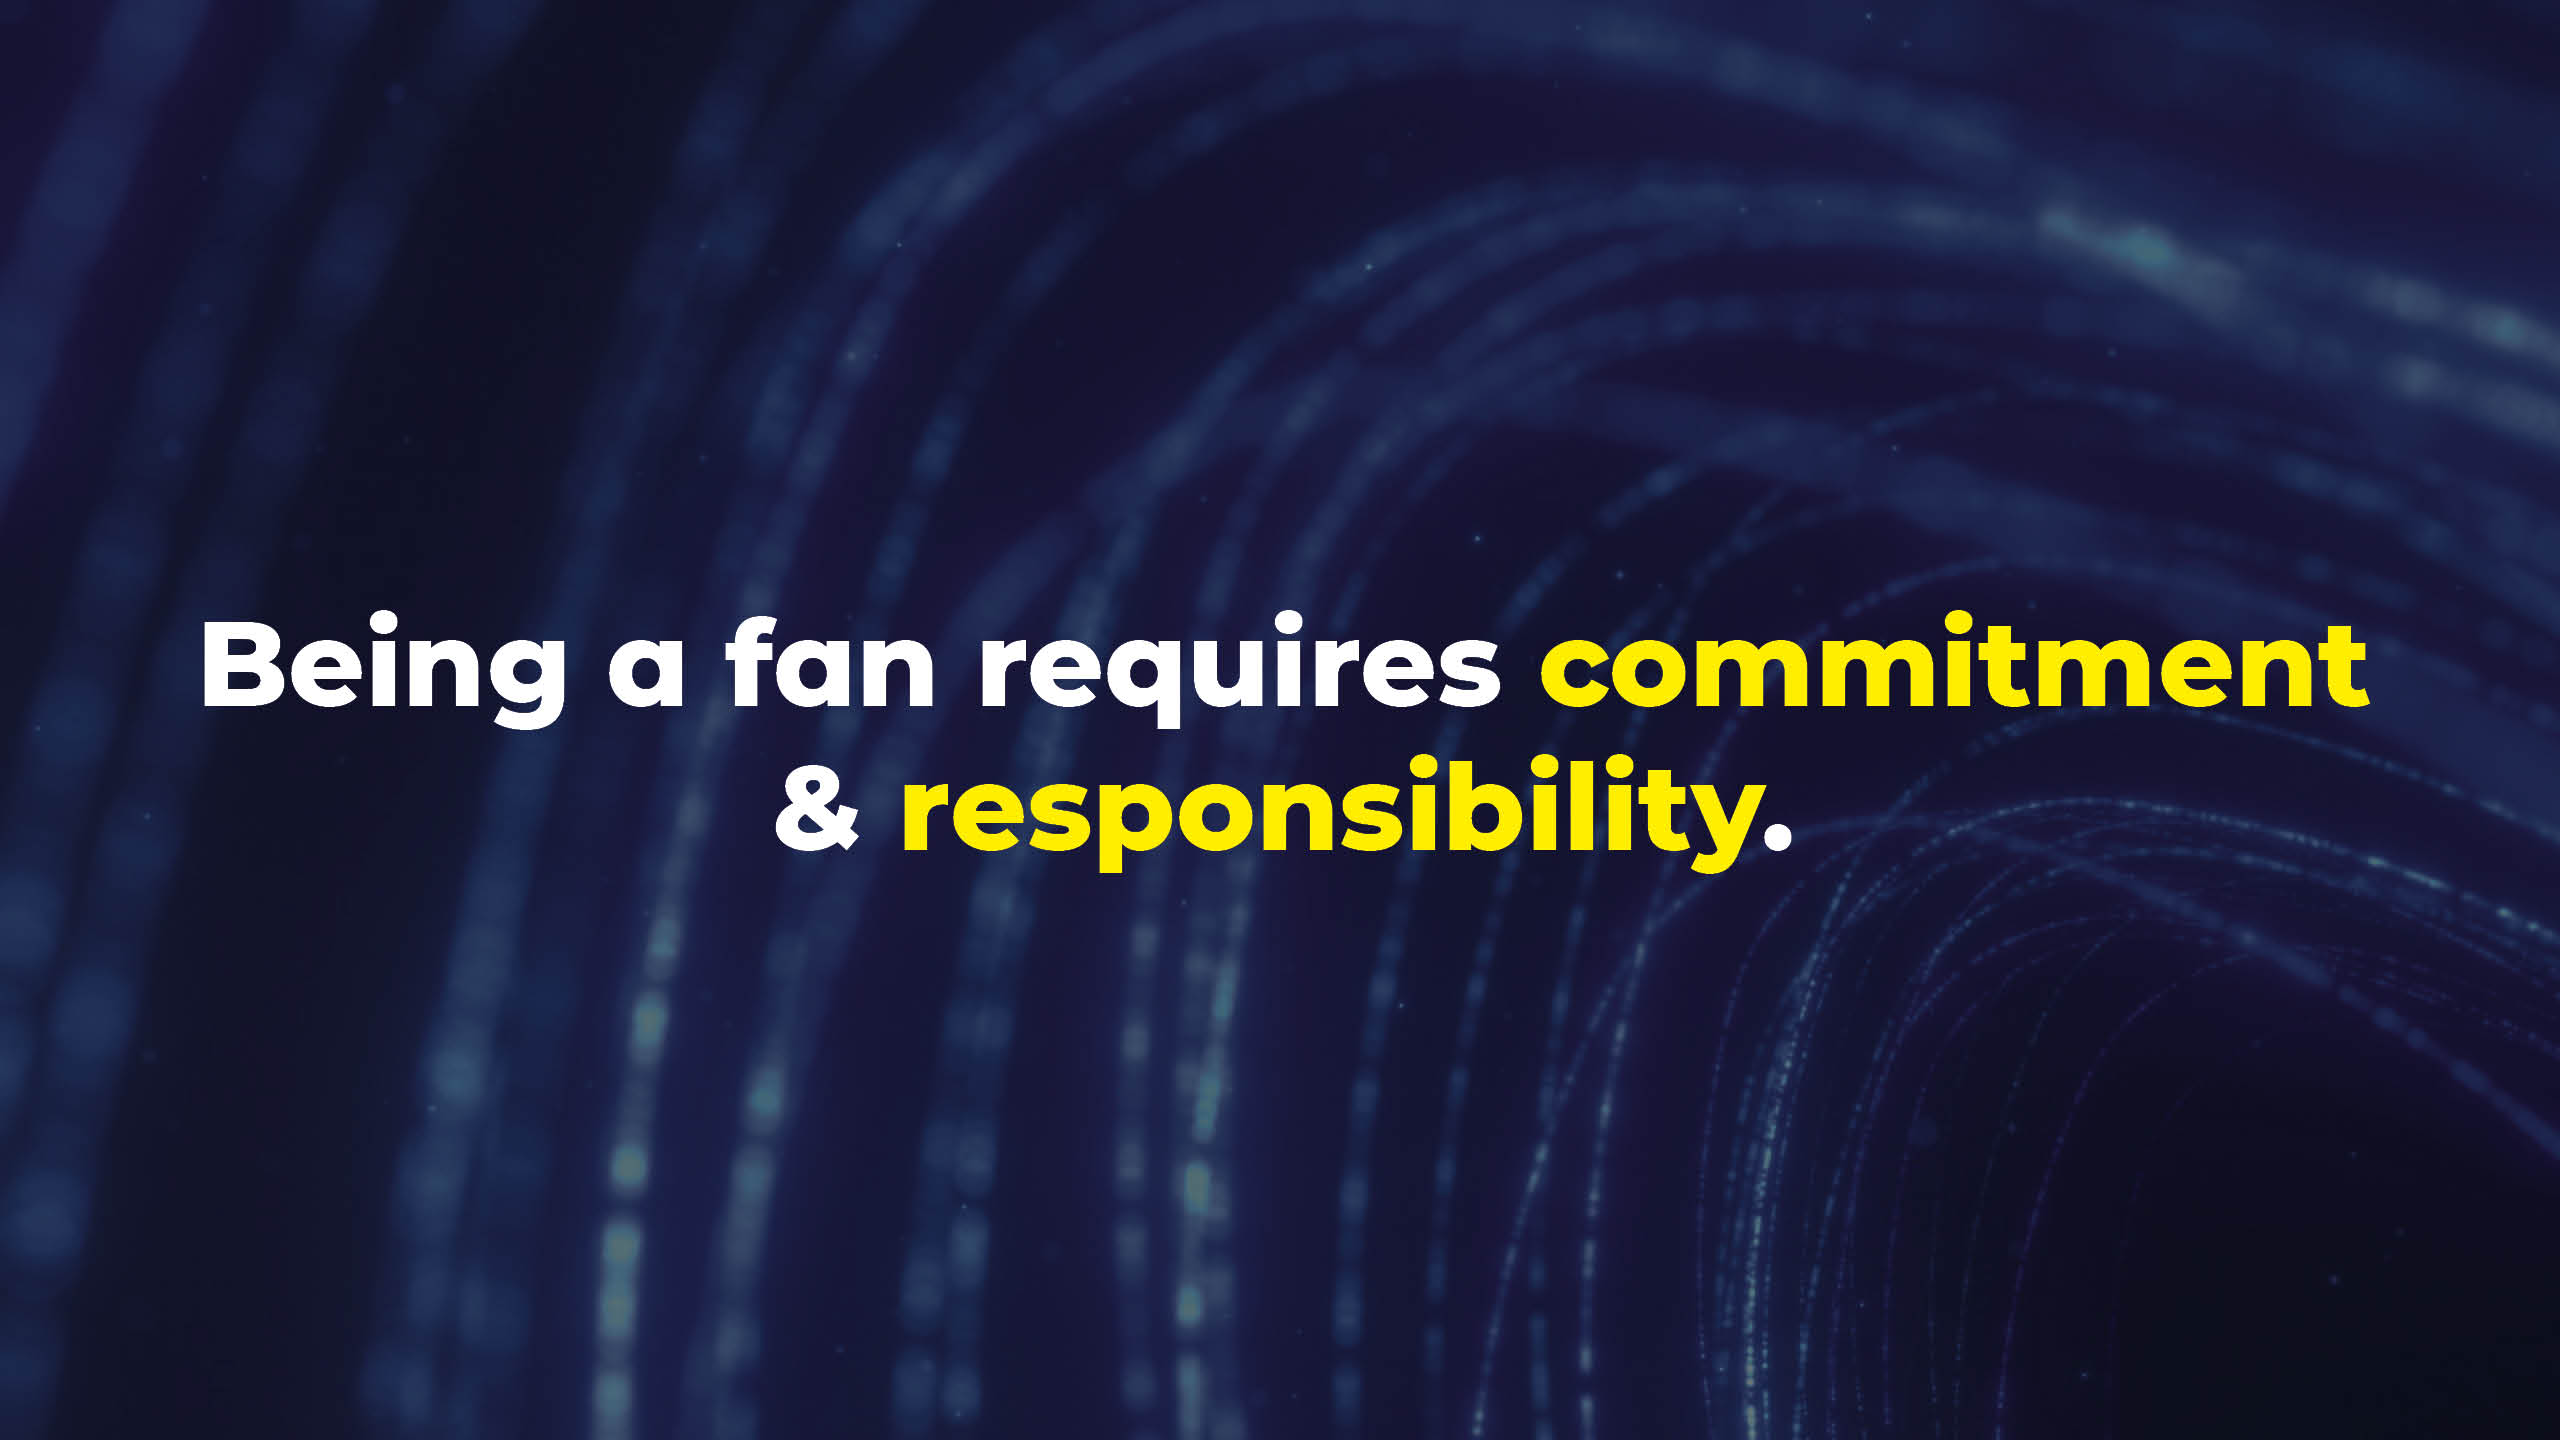 Being a fan requires commitment
& responsibility.